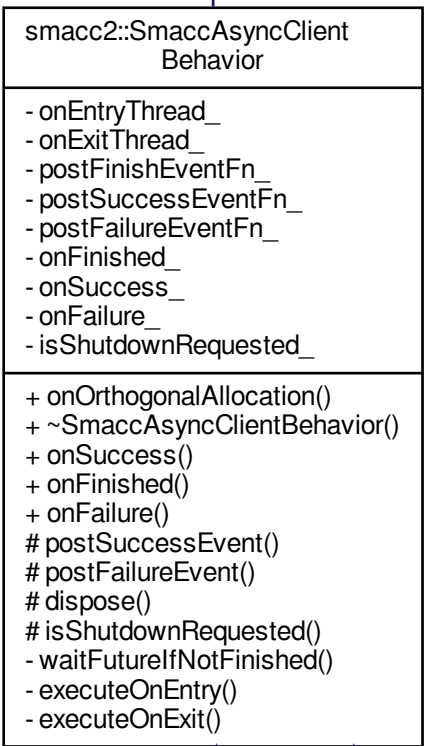 smacc2::SmaccAsyncClient
Behavior
- onEntryThread_
- onExitThread_
- postFinishEventFn_
- postSuccessEventFn_
- postFailureEventFn_
- onFinished_
- onSuccess_
- onFailure_
- isShutdownRequested_
+ onOrthogonalAllocation()
+ ~SmaccAsyncClientBehavior()
+ onSuccess()
+ onFinished()
+ onFailure()
# postSuccessEvent()
# postFailureEvent()
# dispose()
# isShutdownRequested()
- waitFutureIfNotFinished()
- executeOnEntry()
- executeOnExit()